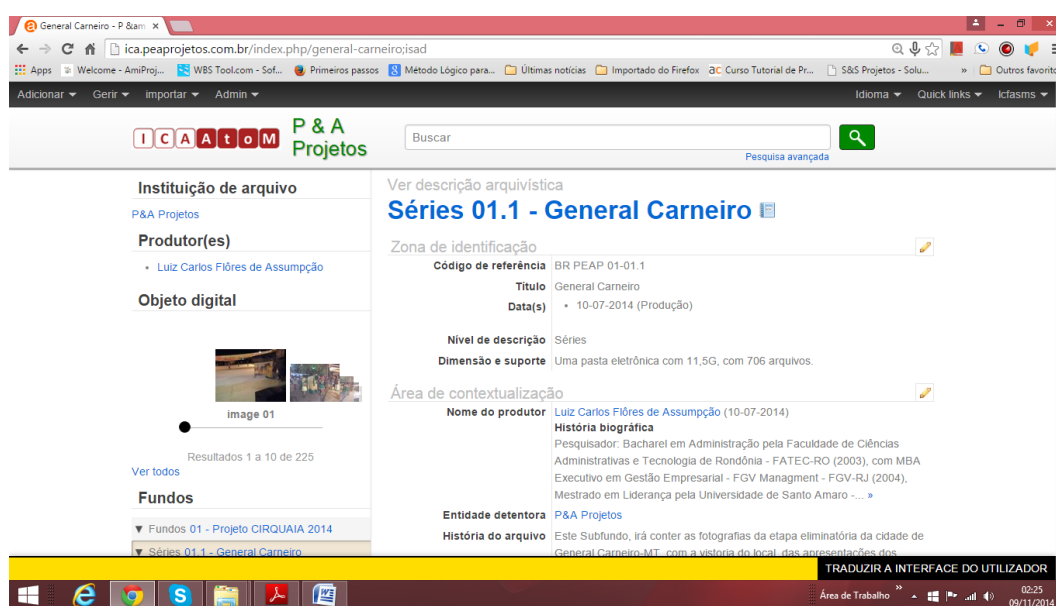 General Carneiro - P &am
ica.peaprojetos.com.br/index.php/general-carneiro;isad
Apps Welcome - AmiProj... WBS Tool.com - Sof... Primeiros passos Método Lógico para... Últimas notícias Importado do Firefox Curso Tutorial de Pr... S&S Projetos - Solu... » Outros favorito
Adicionar Gerir importar Admin Idioma Quick links lcfasms
ICAAtoM
P & A
Projetos
Buscar
Pesquisa avançada
Instituição de arquivo
P&A Projetos
Produtor(es)
• Luiz Carlos Flôres de Assumpção
Objeto digital
image 01
Resultados 1 a 10 de 225
Ver todos
Fundos
▼ Fundos 01 - Projeto CIRQUAIA 2014
▼ Séries 01.1 - General Carneiro
Ver descrição arquivística
Séries 01.1 - General Carneiro
Zona de identificação
Código de referência BR PEAP 01-01.1
Título General Carneiro
Data(s) • 10-07-2014 (Produção)
Nível de descrição Séries
Dimensão e suporte Uma pasta eletrônica com 11,5G, com 706 arquivos.
Área de contextualização
Nome do produtor Luiz Carlos Flôres de Assumpção (10-07-2014)
História biográfica
Pesquisador: Bacharel em Administração pela Faculdade de Ciências
Administrativas e Tecnologia de Rondônia - FATEC-RO (2003), com MBA
Executivo em Gestão Empresarial - FGV Managment - FGV-RJ (2004),
Mestrado em Liderança pela Universidade de Santo Amaro -... »
Entidade detentora P&A Projetos
História do arquivo Este Subfundo, irá conter as fotografias da etapa eliminatória da cidade de
General Carneiro-MT, com a vistoria do local, das apresentações dos
TRADUZIR A INTERFACE DO UTILIZADOR
Área de Trabalho » 02:25
09/11/2014